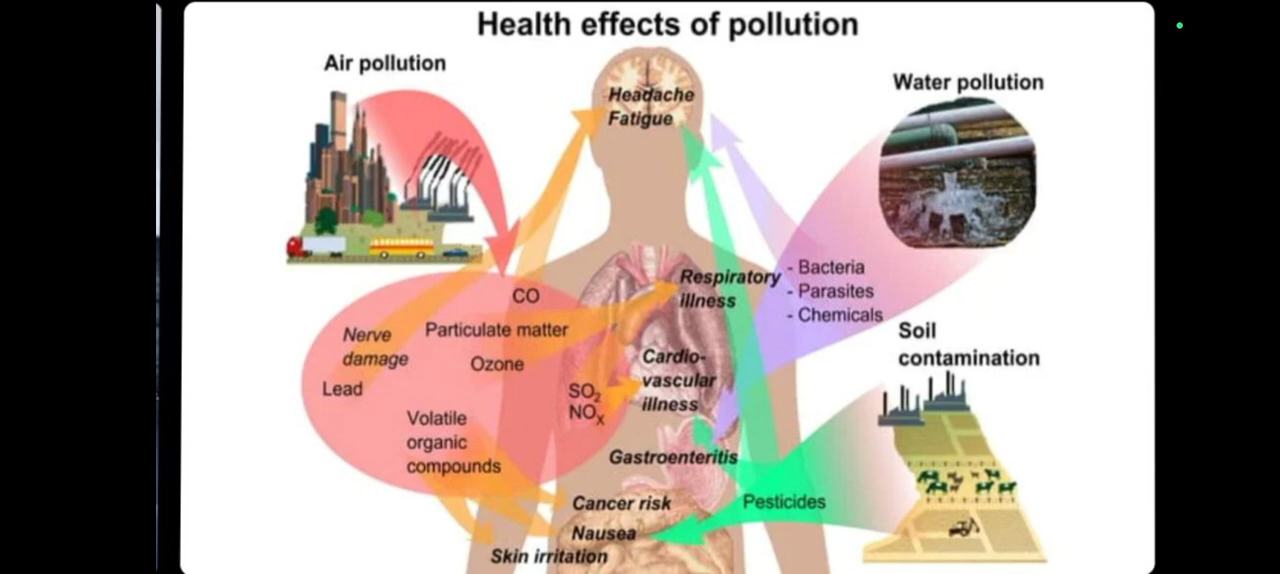 Health effects of pollution
Air pollution
Water pollution
Headache
Fatigue
Respiratory
illness
- Bacteria
- Parasites
- Chemicals
CO
Particulate matter
Nerve
damage
Ozone
Lead
SO₂
NOₓ
Cardio-
vascular
illness
Soil
contamination
Volatile
organic
compounds
Gastroenteritis
Cancer risk
Pesticides
Nausea
Skin irritation